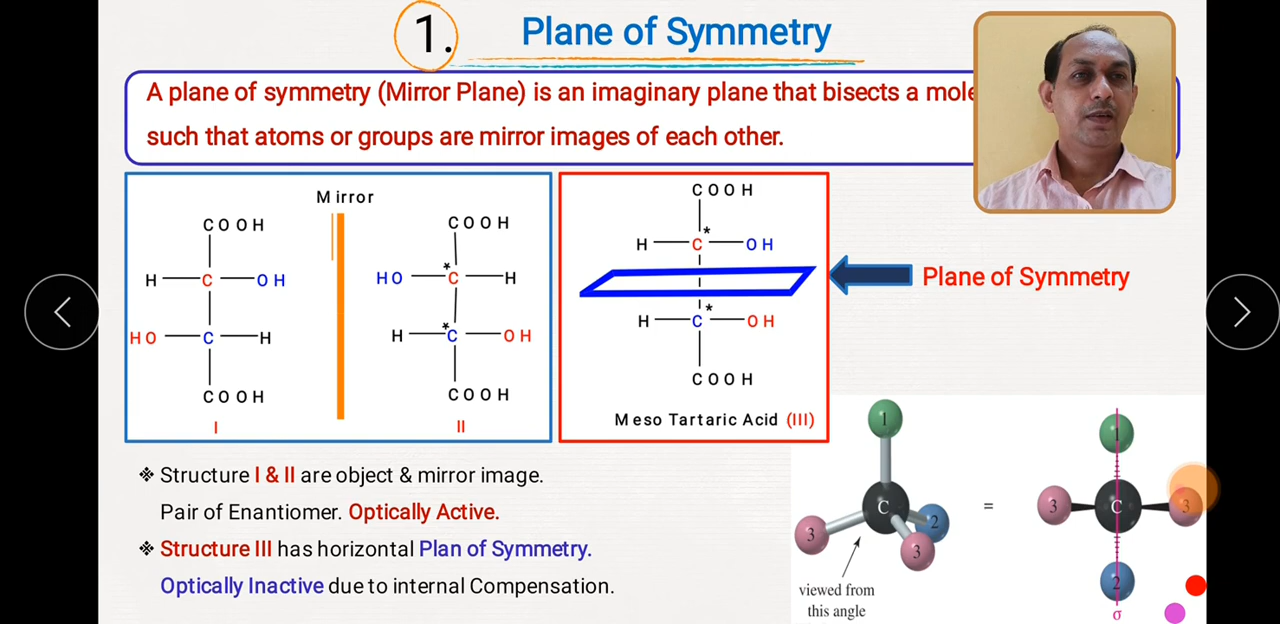 1. Plane of Symmetry
A plane of symmetry (Mirror Plane) is an imaginary plane that bisects a
such that atoms or groups are mirror images of each other.
Mirror
COOH
H C OH
HO C H
COOH
I
COOH
HO *C H
H *C OH
COOH
II
COOH
H C* OH
H C* OH
COOH
Meso Tartaric Acid (III)
Plane of Symmetry
❖ Structure I & II are object & mirror image.
Pair of Enantiomer. Optically Active.
❖ Structure III has horizontal Plan of Symmetry.
Optically Inactive due to internal Compensation.
1
C
2
3
3
viewed from
this angle
=
1
3 C 3
2
σ